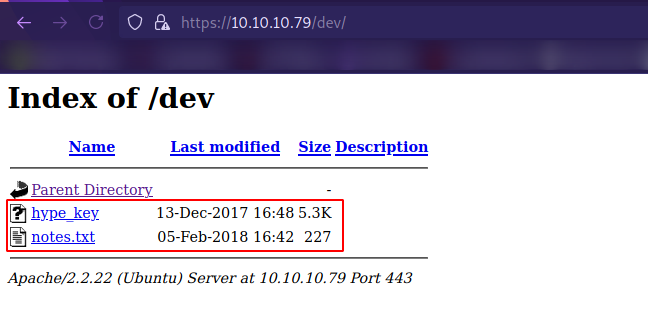 https://10.10.10.79/dev/
Index of /dev
Name Last modified Size Description
Parent Directory -
hype_key 13-Dec-2017 16:48 5.3K
notes.txt 05-Feb-2018 16:42 227
Apache/2.2.22 (Ubuntu) Server at 10.10.10.79 Port 443